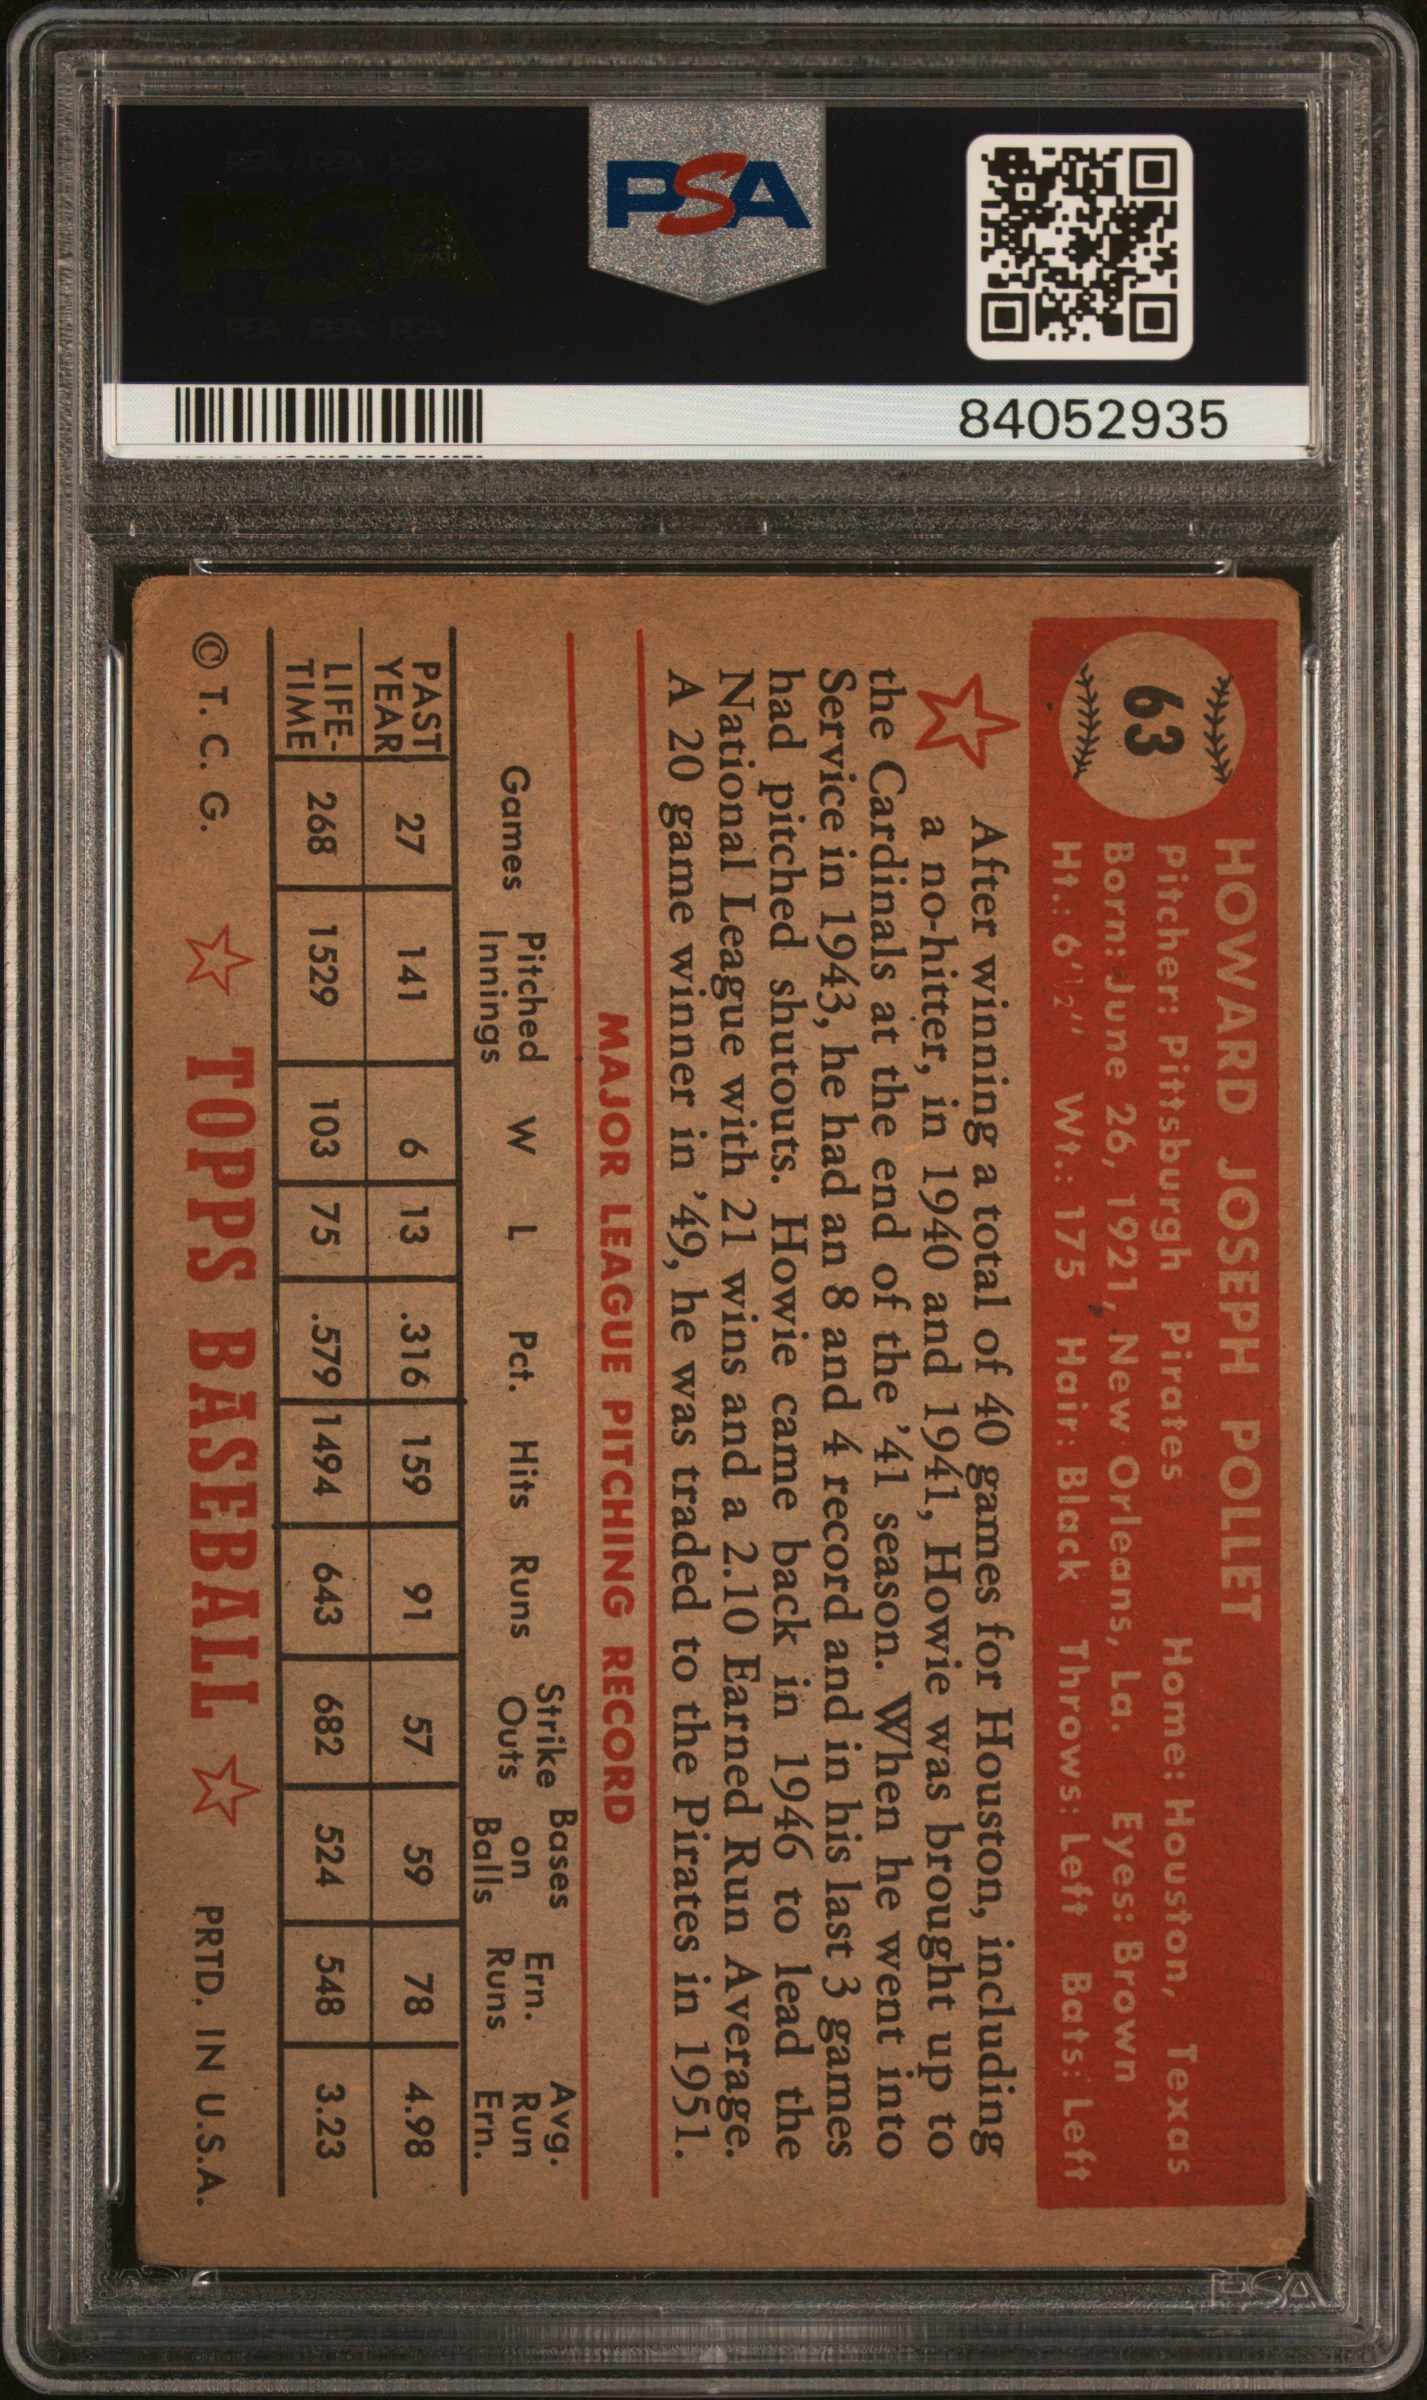 PSA PSA PSA
PSA
PSA PSA PSA
PSA
84052935
63
HOWARD JOSEPH POLLET
Pitcher: Pittsburgh Pirates Home: Houston, Texas
Born: June 26, 1921, New Orleans, La. Eyes: Brown
Ht.: 6'½" Wt.: 175 Hair: Black Throws: Left Bats: Left
After winning a total of 40 games for Houston, including
a no-hitter, in 1940 and 1941, Howie was brought up to
the Cardinals at the end of the '41 season. When he went into
Service in 1943, he had an 8 and 4 record and in his last 3 games
had pitched shutouts. Howie came back in 1946 to lead the
National League with 21 wins and a 2.10 Earned Run Average.
A 20 game winner in '49, he was traded to the Pirates in 1951.
MAJOR LEAGUE PITCHING RECORD
Games Pitched Innings W L Pct. Hits Runs Strike Outs Bases on Balls Ern. Runs Avg. Run Ern.
PAST YEAR 27 141 6 13 .316 159 91 57 59 78 4.98
LIFE-TIME 268 1529 103 75 .579 1494 643 682 524 548 3.23
© T. C. G. TOPPS BASEBALL PRTD. IN U.S.A.
PSA